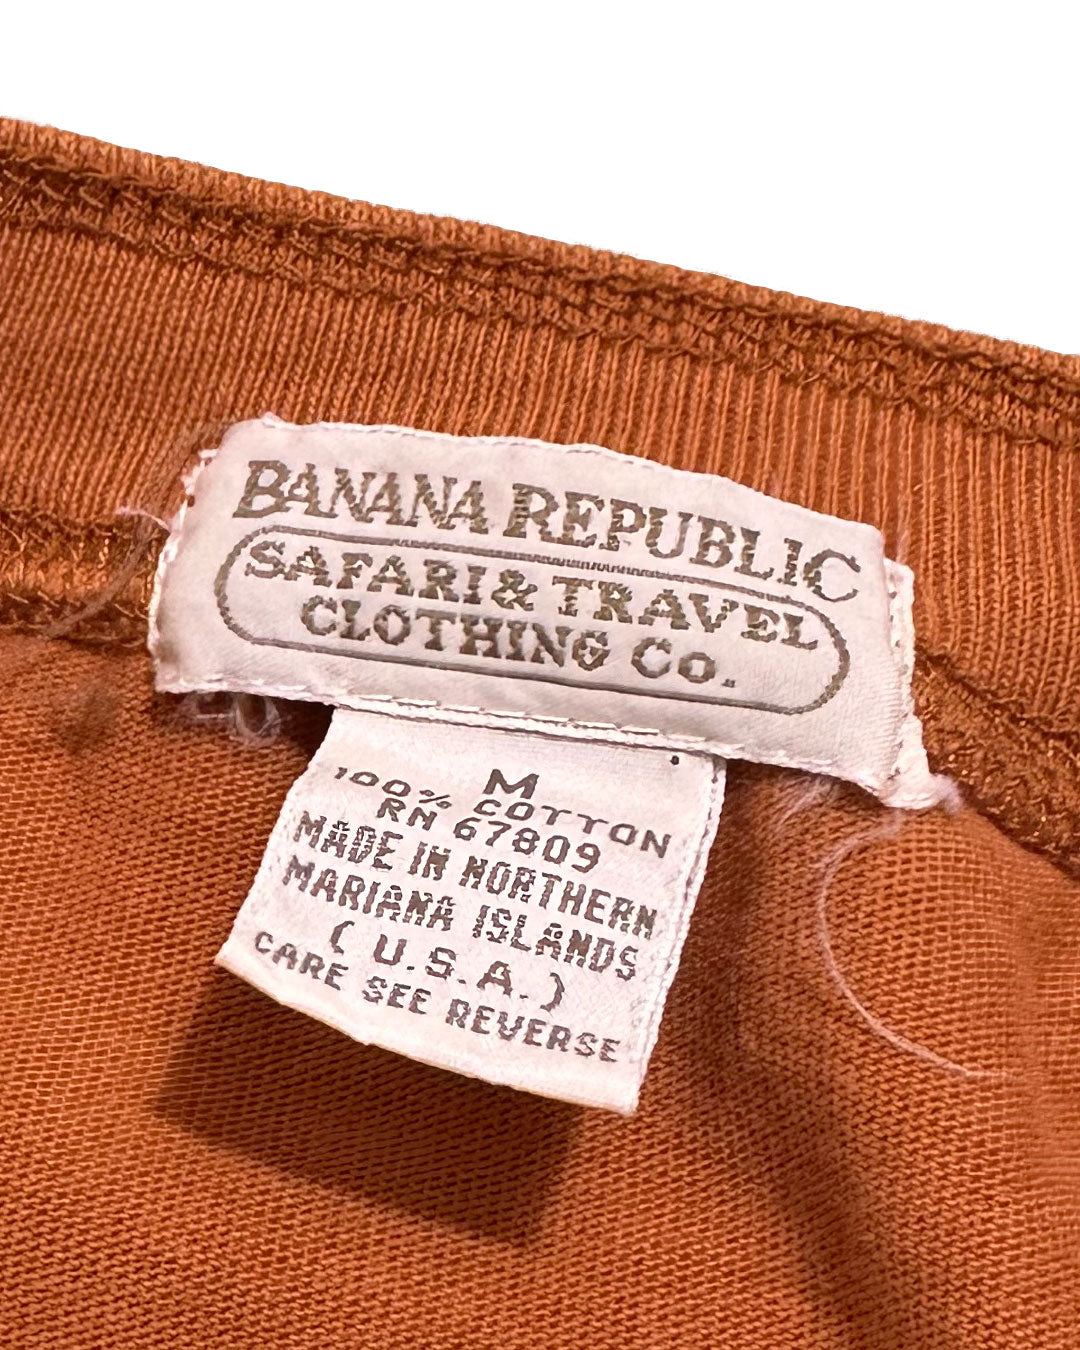 BANANA REPUBLIC
SAFARI & TRAVEL
CLOTHING CO.
M
100% COTTON
RN 67809
MADE IN NORTHERN
MARIANA ISLANDS
(U.S.A.)
CARE SEE REVERSE